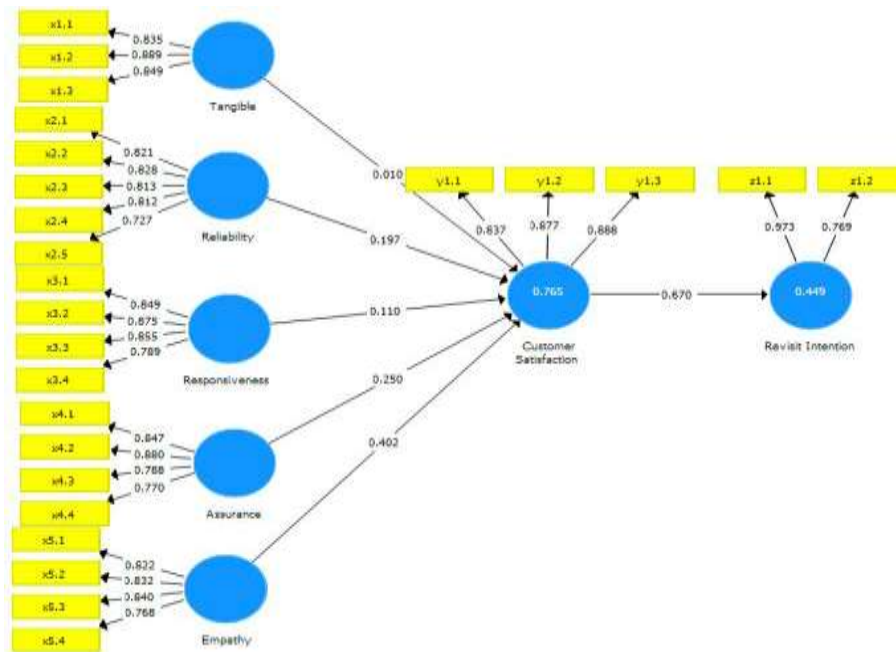 x1.1
0.835
x1.2
0.889
0.849
x1.3
Tangible
x2.1
0.821
x2.2
0.828
x2.3
0.813
0.812
x2.4
0.727
x2.5
Reliability
0.010
0.197
y1.1
y1.2
y1.3
z1.1
z1.2
0.837
0.877
0.888
0.973
0.769
x3.1
0.849
x3.2
0.875
x3.3
0.855
0.789
x3.4
Responsiveness
0.110
0.765
0.670
0.449
Customer
Satisfaction
Revisit Intention
0.250
x4.1
0.847
x4.2
0.880
x4.3
0.768
0.770
x4.4
Assurance
0.402
x5.1
0.822
x5.2
0.832
x5.3
0.840
0.768
x5.4
Empathy